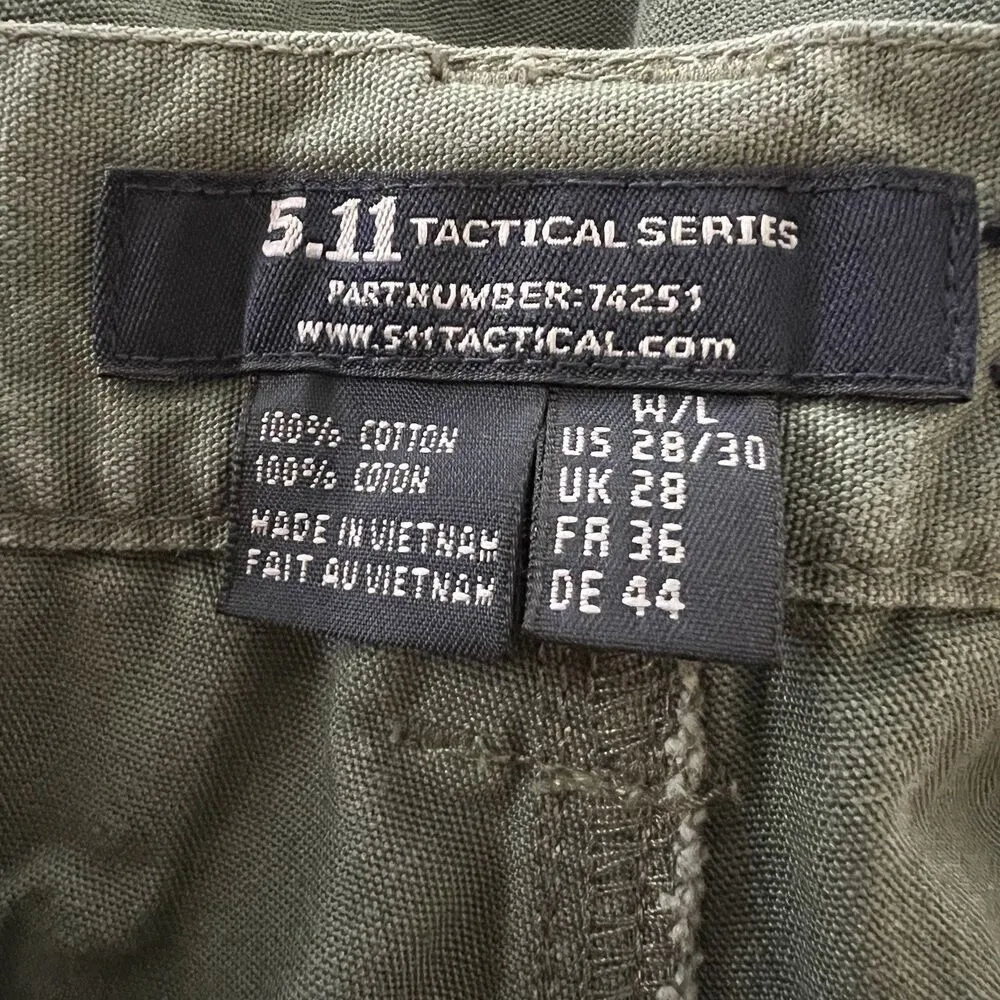 5.11 TACTICAL SERIES
PART NUMBER: 74251
WWW.511TACTICAL.com
100% COTTON
100% COTON
MADE IN VIETNAM
FAIT AU VIETNAM
W/L
US 28/30
UK 28
FR 36
DE 44